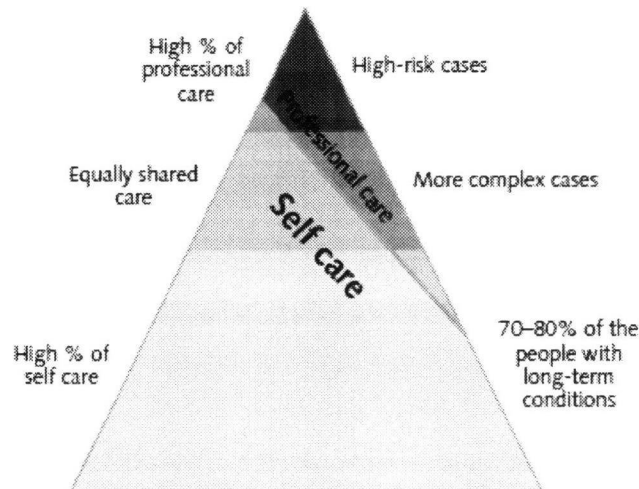 High % of
professional
care
High-risk cases
Professional care
Equally shared
care
More complex cases
Self care
High % of
self care
70–80% of the
people with
long-term
conditions